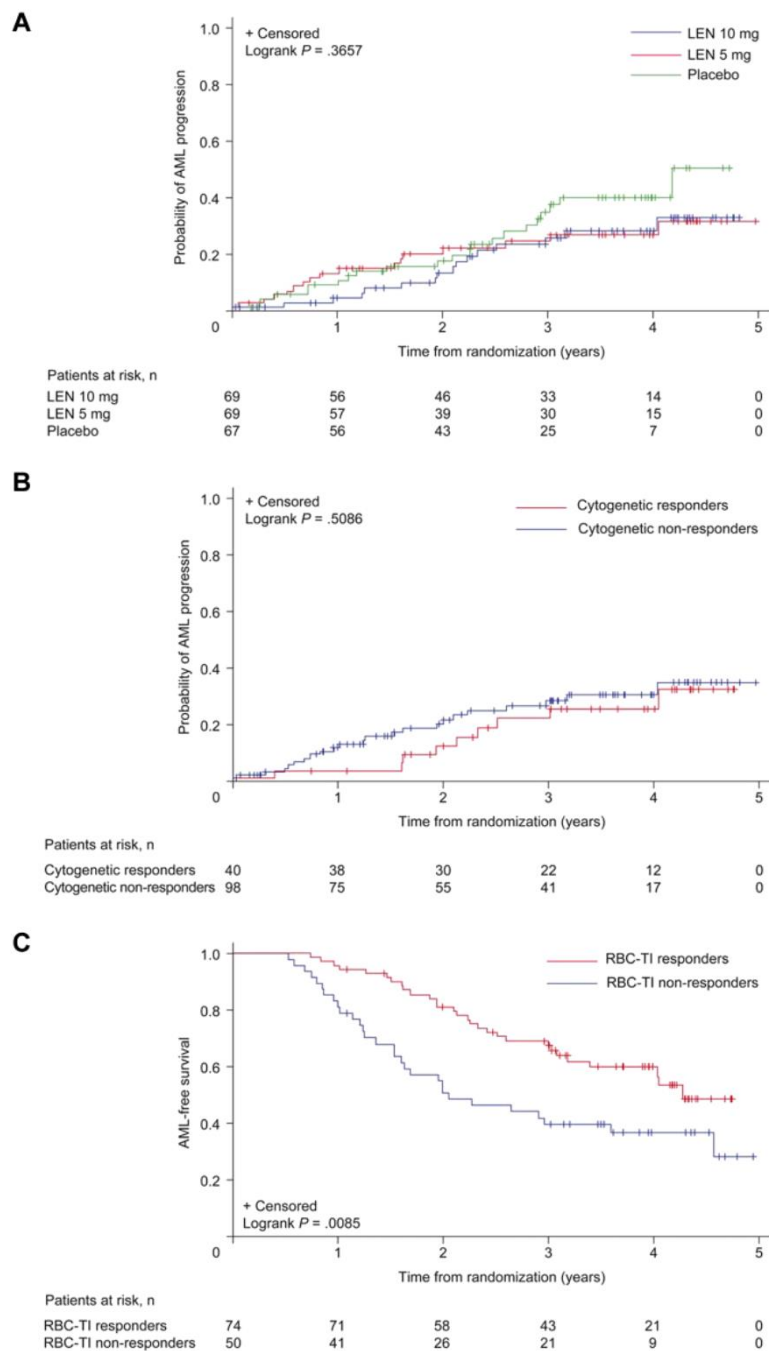 A
+ Censored
Logrank P = .3657
LEN 10 mg
LEN 5 mg
Placebo
Probability of AML progression
1.0
0.8
0.6
0.4
0.2
0
1 2 3 4 5
Time from randomization (years)
Patients at risk, n
LEN 10 mg 69 56 46 33 14 0
LEN 5 mg 69 57 39 30 15 0
Placebo 67 56 43 25 7 0
B
+ Censored
Logrank P = .5086
Cytogenetic responders
Cytogenetic non-responders
Probability of AML progression
1.0
0.8
0.6
0.4
0.2
0
1 2 3 4 5
Time from randomization (years)
Patients at risk, n
Cytogenetic responders 40 38 30 22 12 0
Cytogenetic non-responders 98 75 55 41 17 0
C
RBC-TI responders
RBC-TI non-responders
AML-free survival
1.0
0.8
0.6
0.4
0.2
0
+ Censored
Logrank P = .0085
1 2 3 4 5
Time from randomization (years)
Patients at risk, n
RBC-TI responders 74 71 58 43 21 0
RBC-TI non-responders 50 41 26 21 9 0